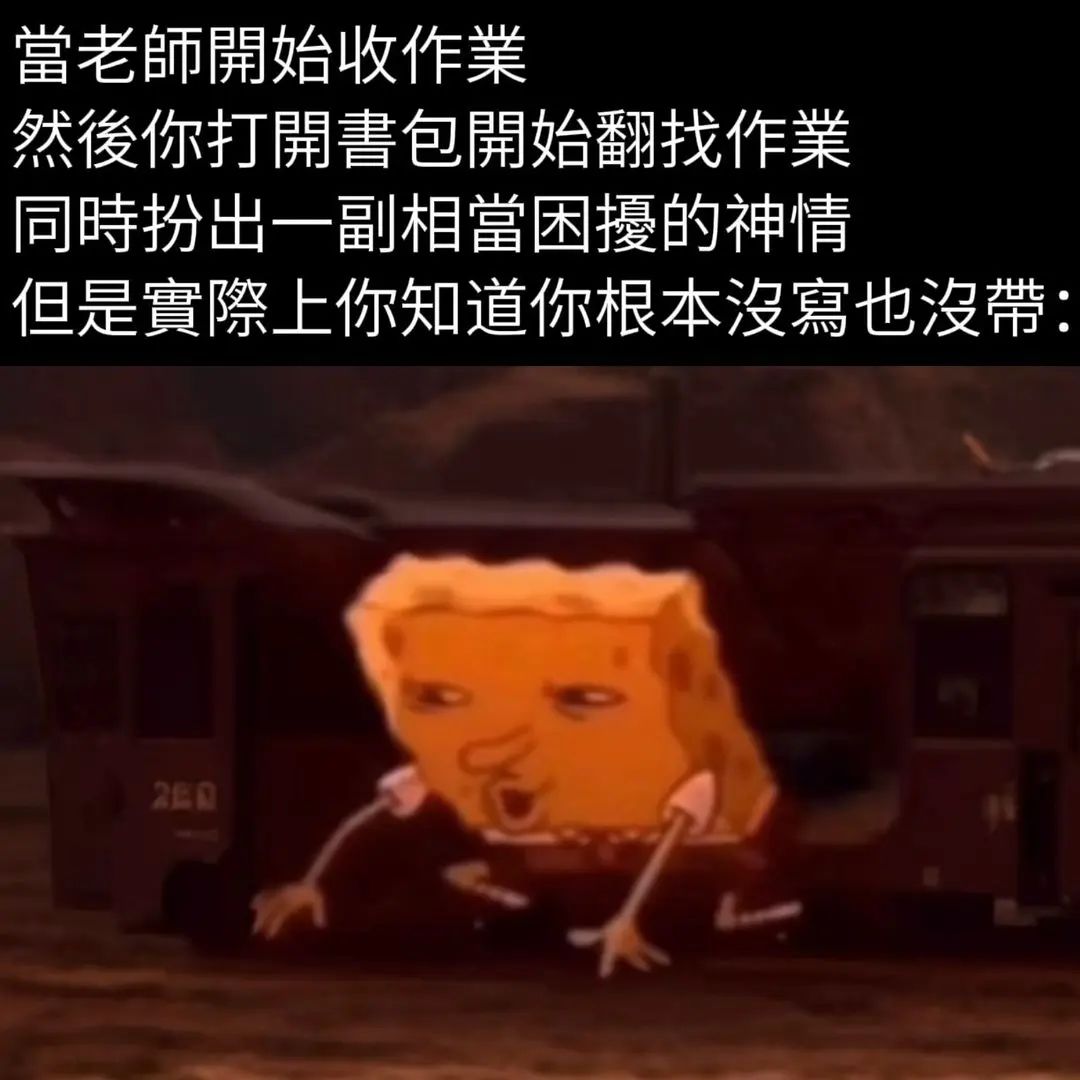 當老師開始收作業
然後你打開書包開始翻找作業
同時扮出一副相當困擾的神情
但是實際上你知道你根本沒寫也沒帶：